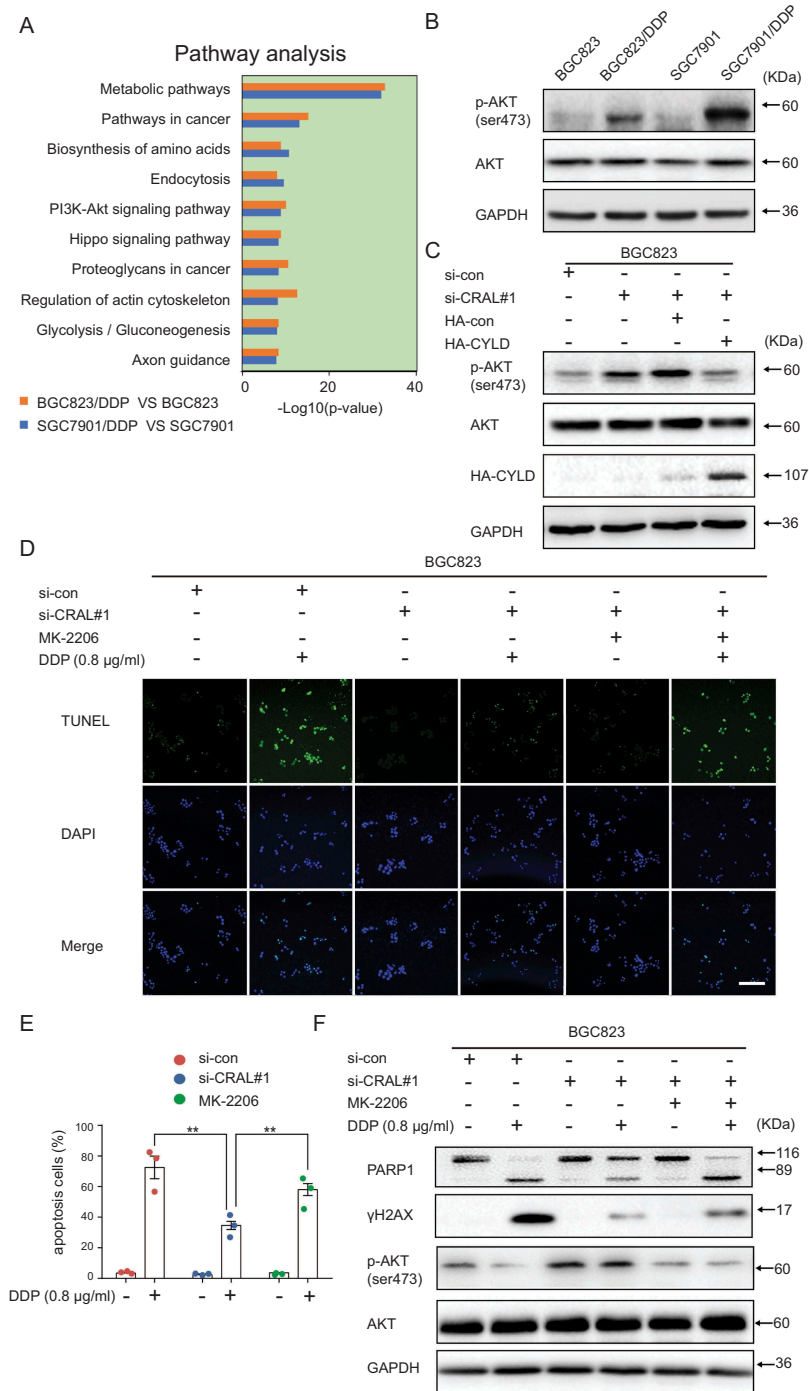 A
Pathway analysis
Metabolic pathways
Pathways in cancer
Biosynthesis of amino acids
Endocytosis
PI3K-Akt signaling pathway
Hippo signaling pathway
Proteoglycans in cancer
Regulation of actin cytoskeleton
Glycolysis / Gluconeogenesis
Axon guidance
0 20 40
-Log10(p-value)
BGC823/DDP VS BGC823
SGC7901/DDP VS SGC7901
B
BGC823 BGC823/DDP SGC7901 SGC7901/DDP
(KDa)
p-AKT
(ser473)
60
AKT
60
GAPDH
36
C
BGC823
si-con + - - -
si-CRAL#1 - + + +
HA-con - - + -
HA-CYLD - - - +
(KDa)
p-AKT
(ser473)
60
AKT
60
HA-CYLD
107
GAPDH
36
D
BGC823
si-con + + - - - -
si-CRAL#1 - - + + + +
MK-2206 - - - - + +
DDP (0.8 μg/ml) - + - + - +
TUNEL
DAPI
Merge
E
si-con
si-CRAL#1
MK-2206
** **
apoptosis cells (%)
100
80
60
40
20
0
DDP (0.8 μg/ml) - + - + - +
F
BGC823
si-con + + - - - -
si-CRAL#1 - - + + + +
MK-2206 - - - - + +
DDP (0.8 μg/ml) - + - + - +
(KDa)
PARP1
116
89
γH2AX
17
p-AKT
(ser473)
60
AKT
60
GAPDH
36